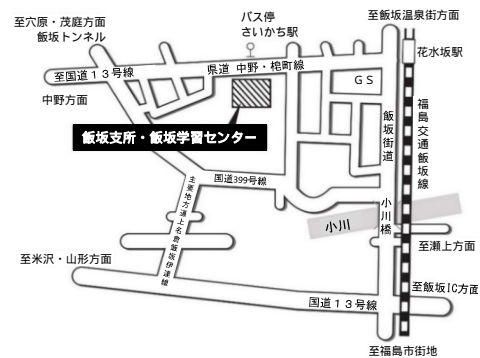 至穴原・茂庭方面
飯坂トンネル
バス停
さいかち駅
至飯坂温泉街方面
花水坂駅
至国道１３号線
県道 中野・桍町線
ＧＳ
中野方面
飯坂支所・飯坂学習センター
飯坂街道
福島交通飯坂線
国道399号線
主要地方道上名倉飯坂伊達線
小川橋
小川
至瀬上方面
至米沢・山形方面
至飯坂IC方面
国道１３号線
至福島市街地